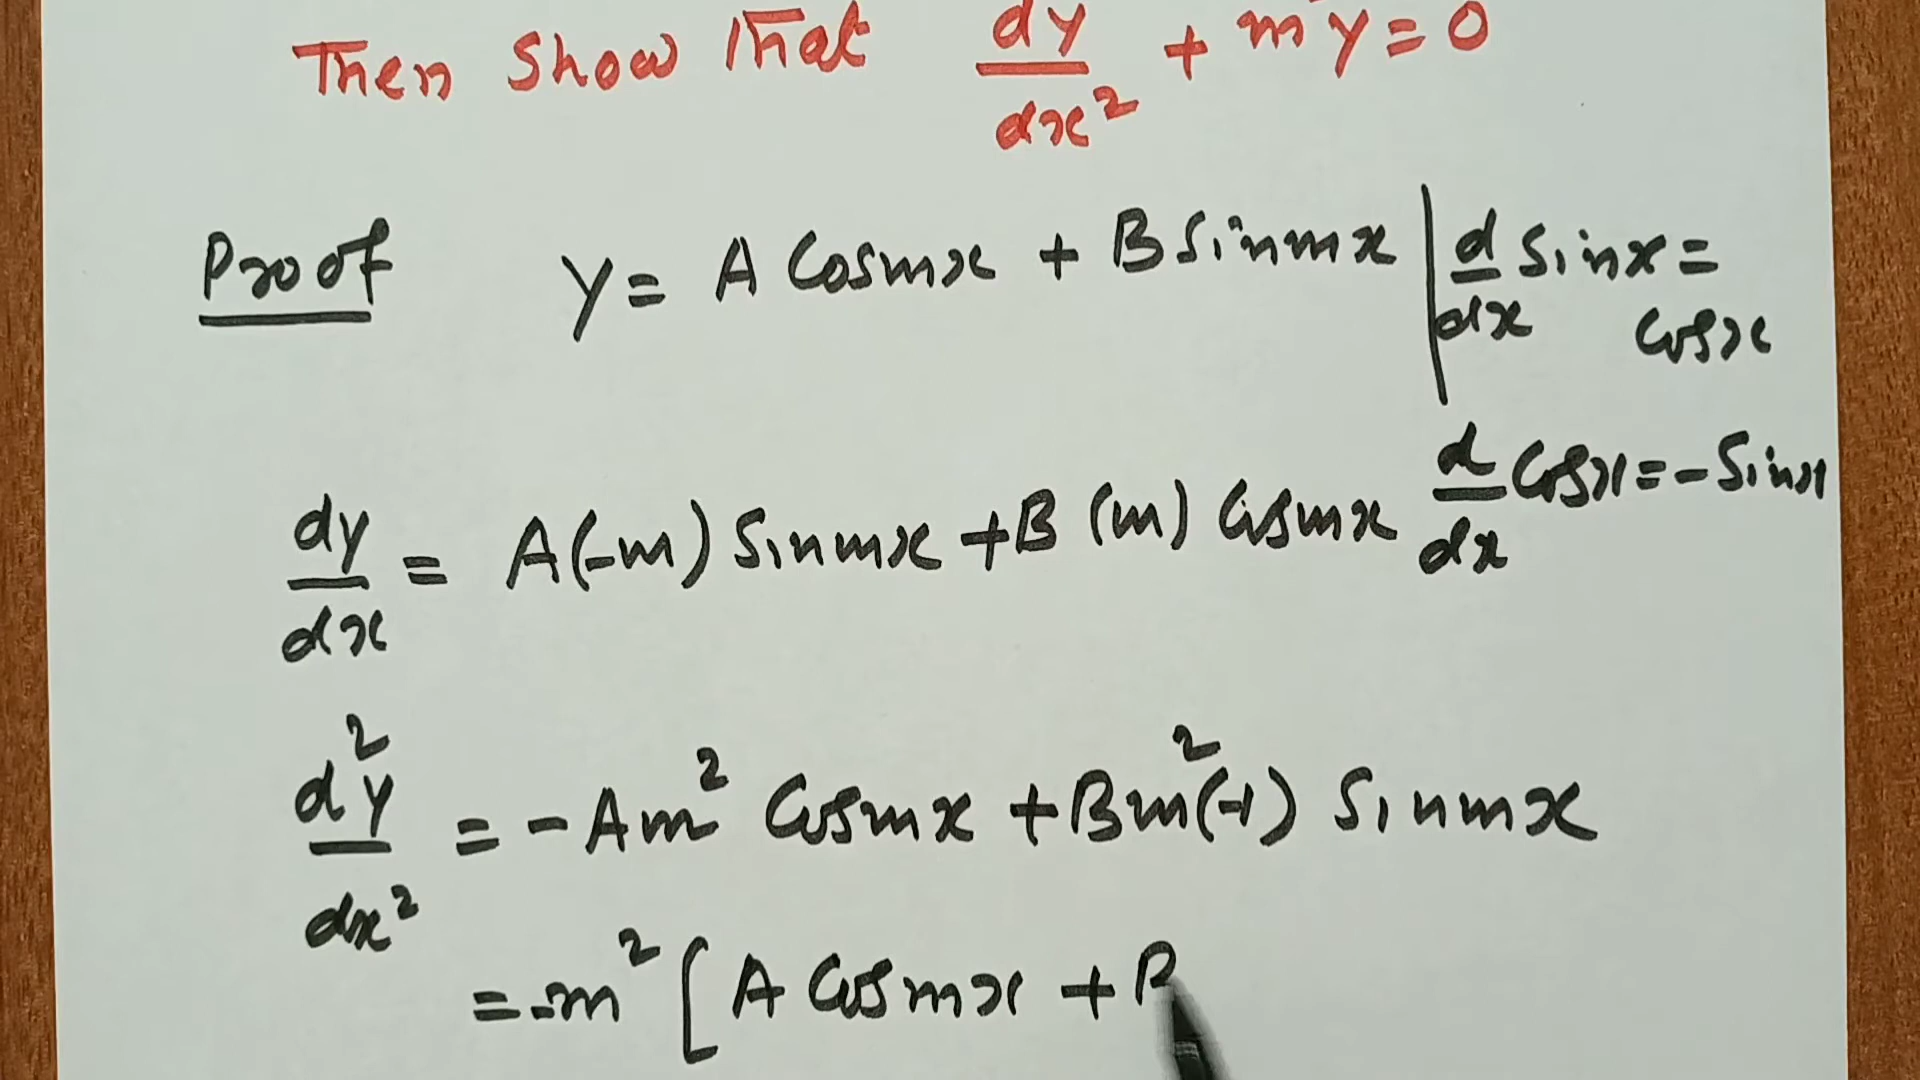 Then Show that dy/dx² + m y = 0
Proof y = A Cosmx + B Sinmx | d/dx Sinx = Cosx
dy/dx = A(-m) Sinmx + B (m) Cosmx d/dx Cosx = - Sinx
d²y/dx² = - Am² Cosmx + Bm²(-1) Sinmx
= -m² [ A Cosmx + B